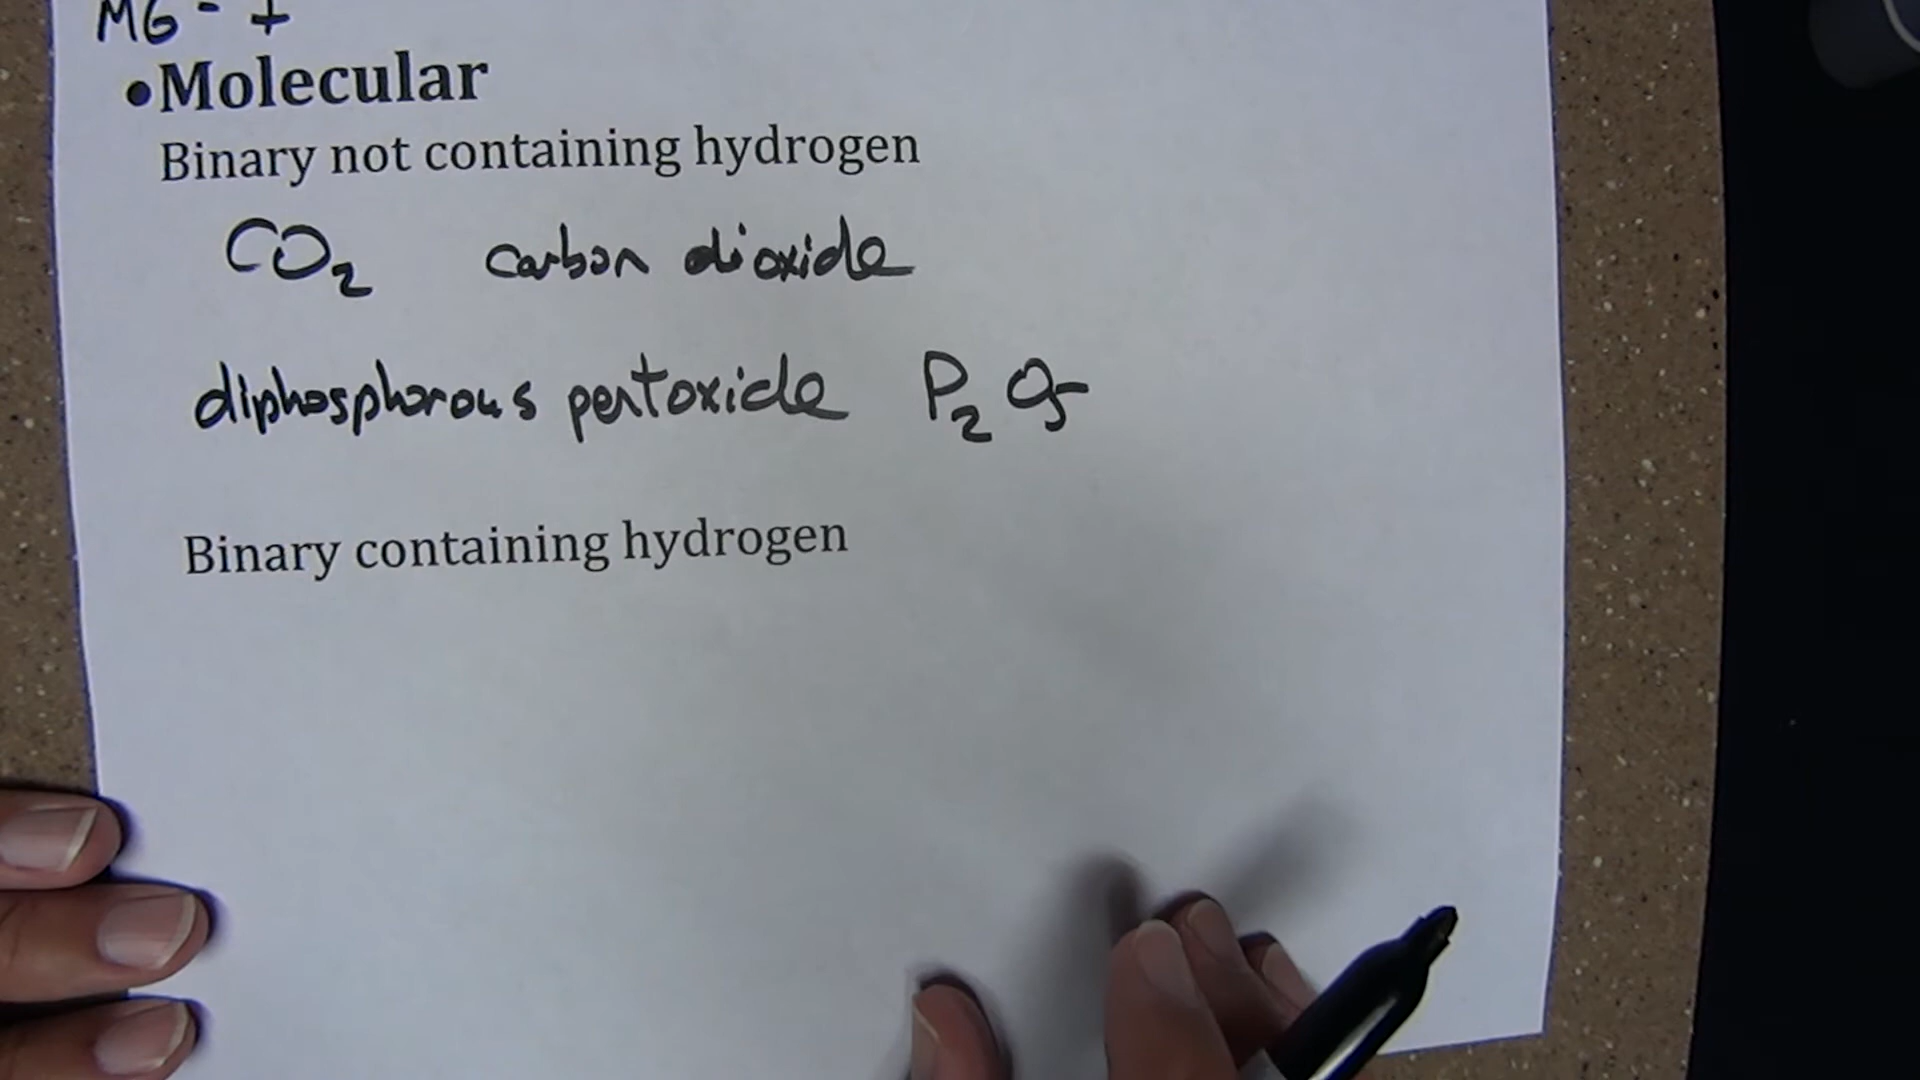 MG - +
•Molecular
Binary not containing hydrogen
CO₂ carbon dioxide
diphosphorous pentoxide P₂O₅
Binary containing hydrogen